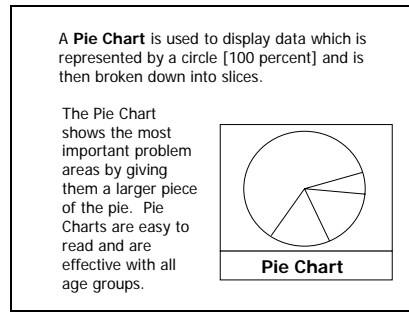 A Pie Chart is used to display data which is
represented by a circle [100 percent] and is
then broken down into slices.
The Pie Chart
shows the most
important problem
areas by giving
them a larger piece
of the pie. Pie
Charts are easy to
read and are
effective with all
age groups.
Pie Chart